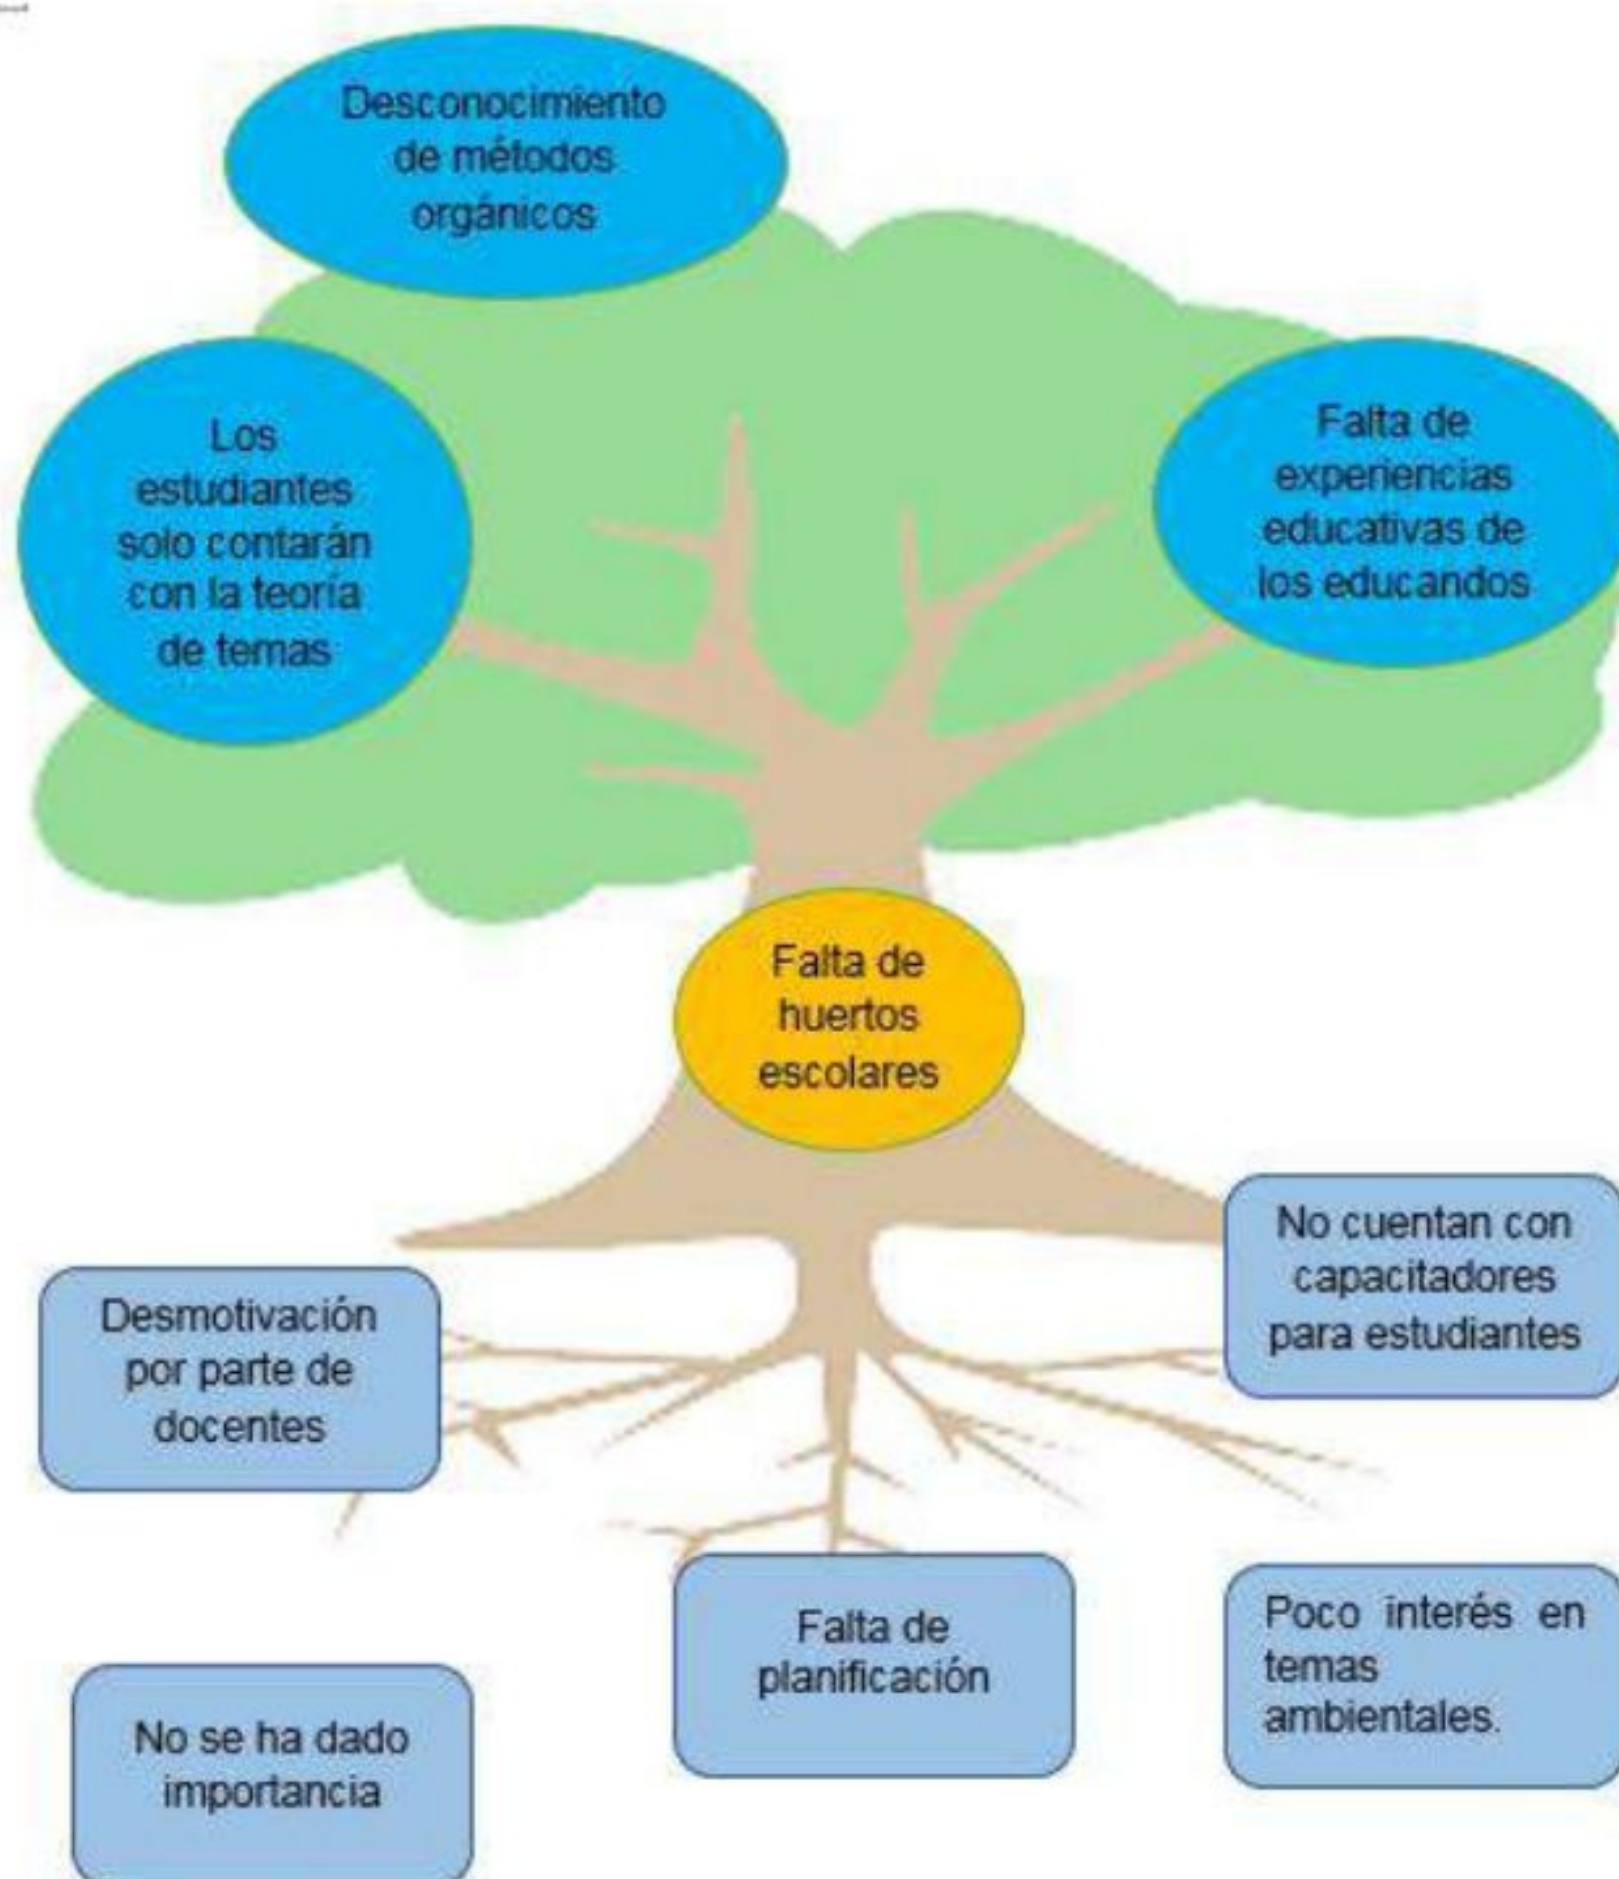 Desconocimiento
de métodos
orgánicos
Los
estudiantes
solo contarán
con la teoría
de temas
Falta de
experiencias
educativas de
los educandos
Falta de
huertos
escolares
No cuentan con
capacitadores
para estudiantes
Desmotivación
por parte de
docentes
Falta de
planificación
Poco interés en
temas
ambientales.
No se ha dado
importancia